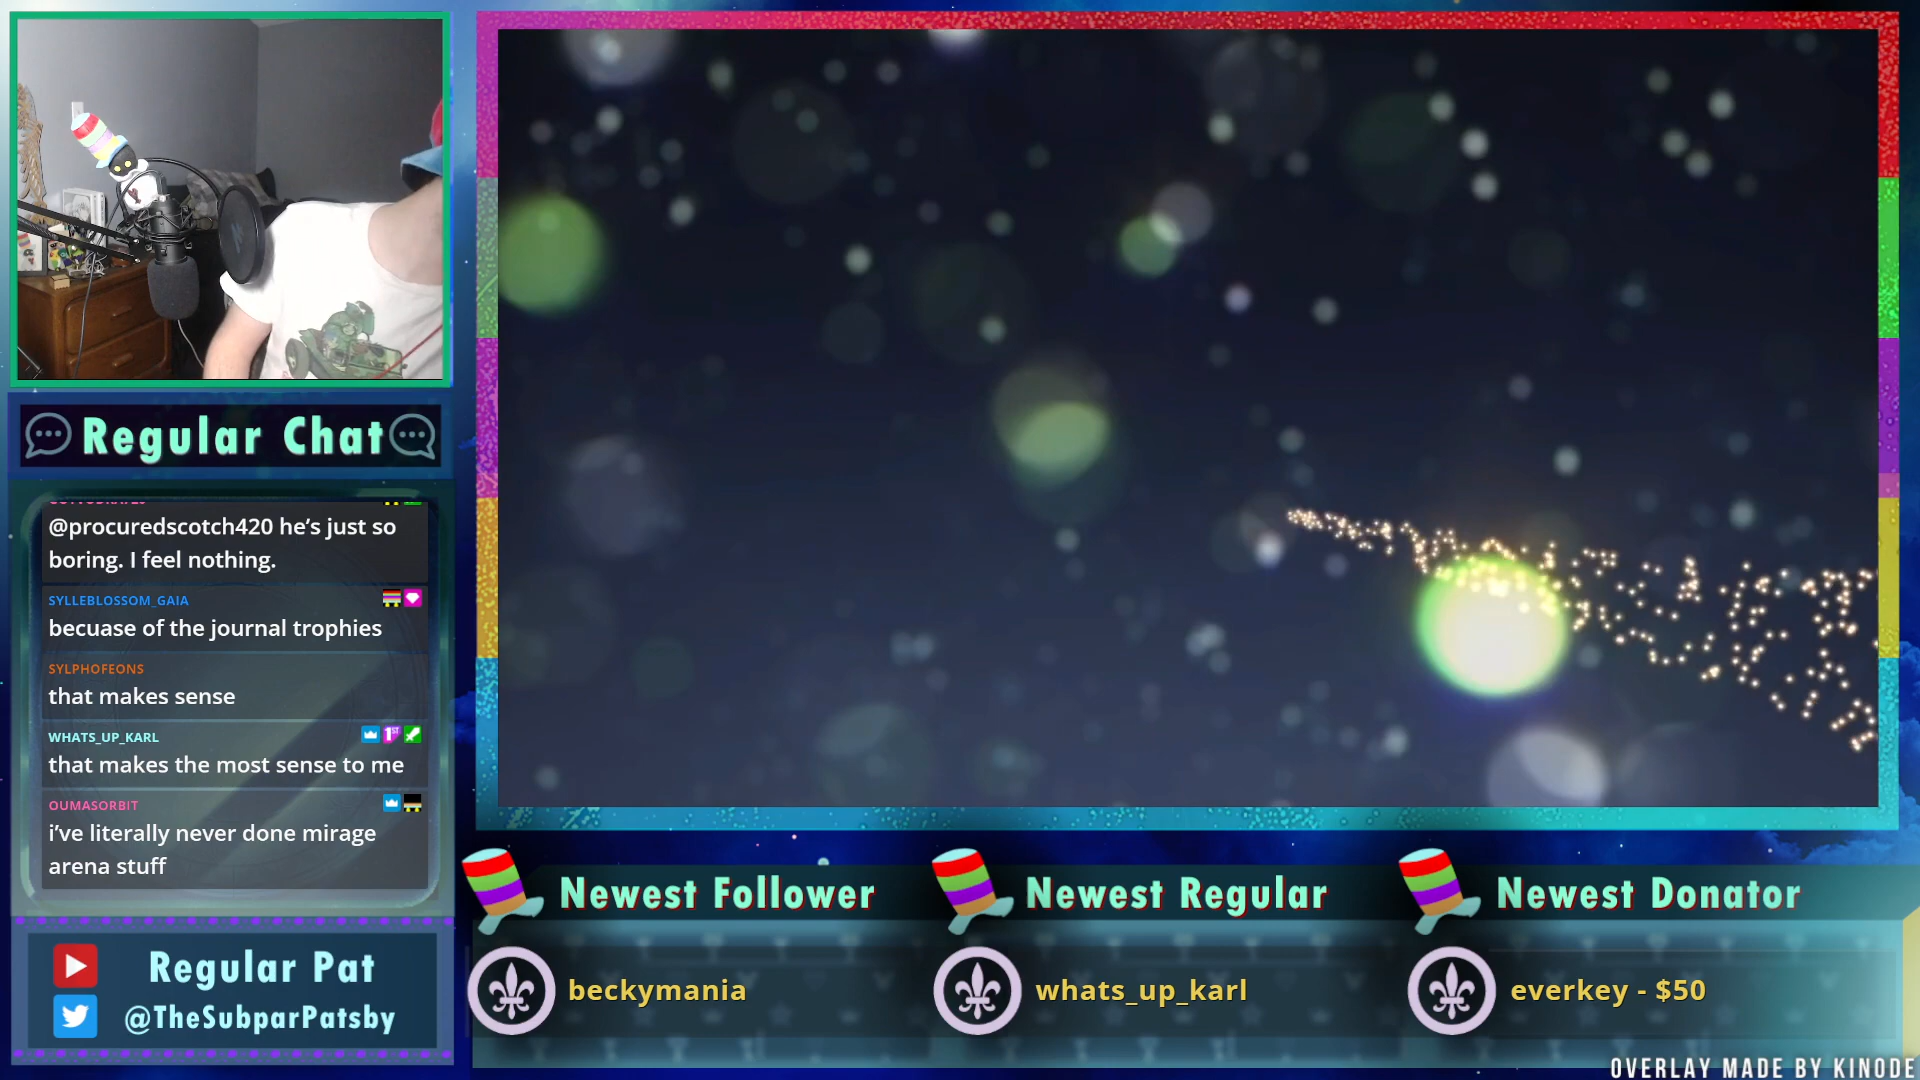 Regular Chat
@procuredscotch420 he's just so
boring. I feel nothing.
SYLLEBLOSSOM_GAIA
becuase of the journal trophies
SYLPHOFEONS
that makes sense
WHATS_UP_KARL
1ST
that makes the most sense to me
OUMASORBIT
i've literally never done mirage
arena stuff
Regular Pat
@TheSubparPatsby
Newest Follower
beckymania
Newest Regular
whats_up_karl
Newest Donator
everkey - $50
OVERLAY MADE BY KINODE